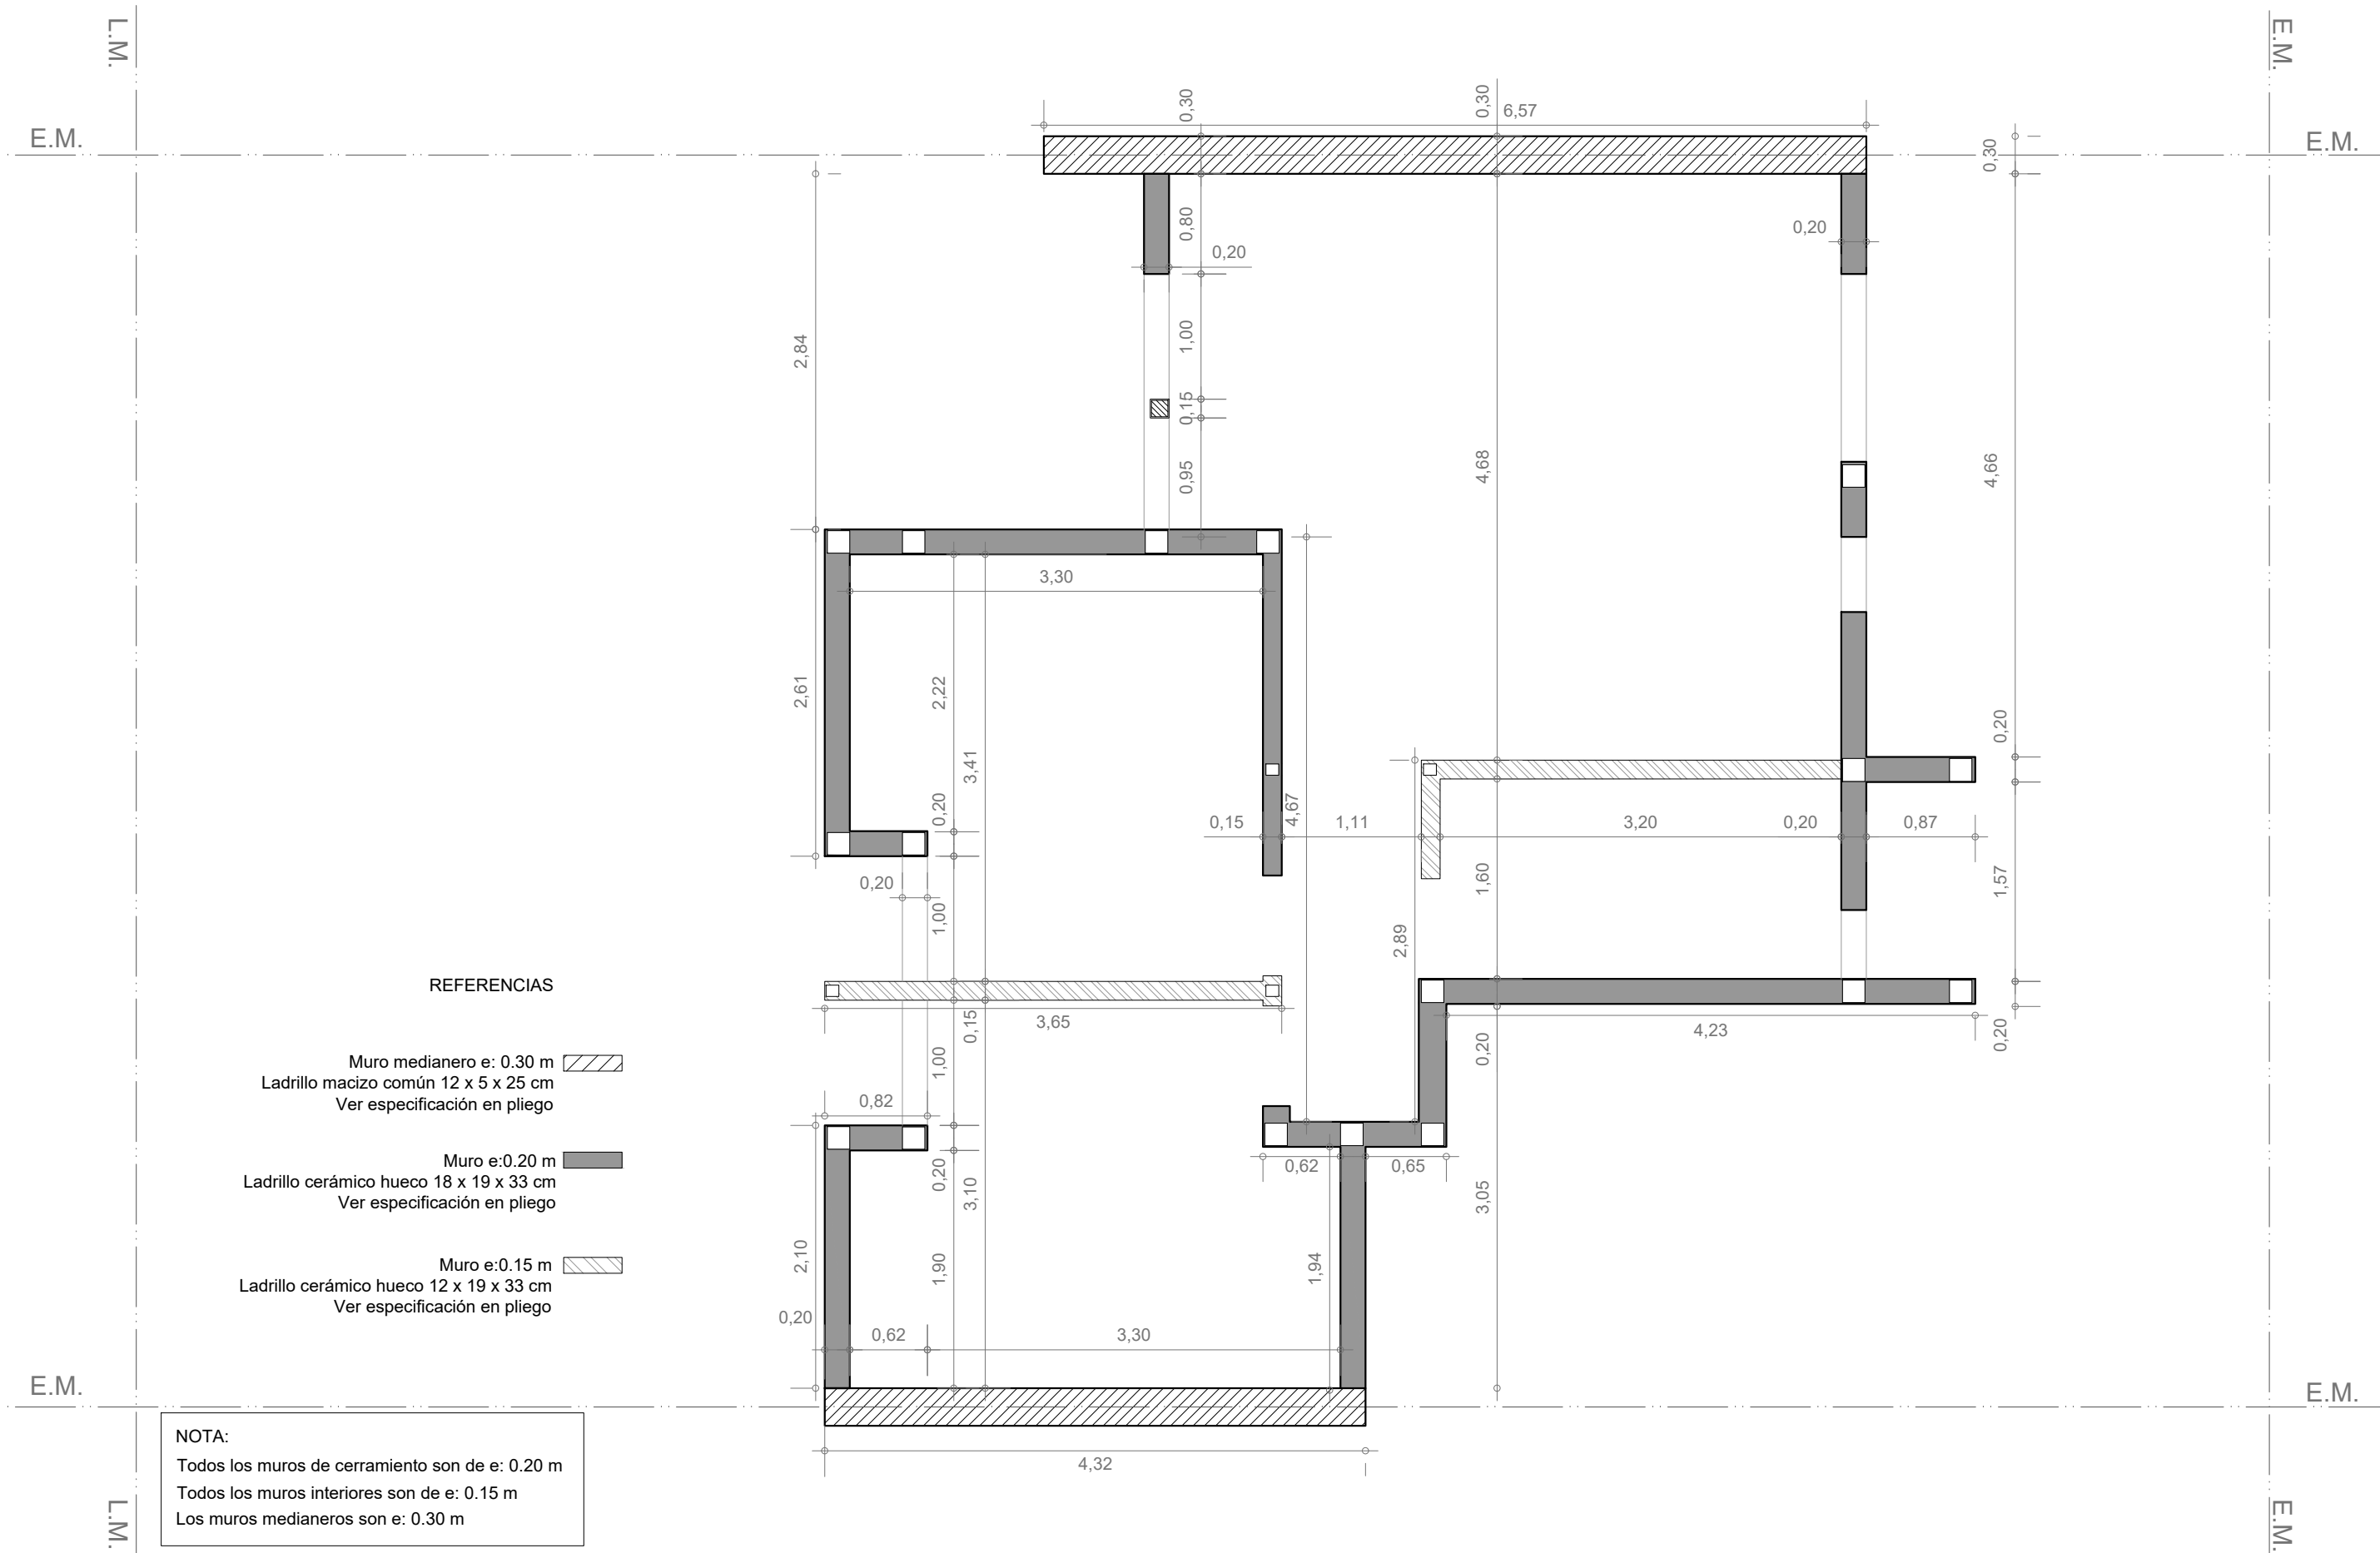 L.M.
E.M.
E.M.
E.M.
0,30
0,30
6,57
0,30
0,80
0,20
0,20
2,84
1,00
0,15
0,95
4,68
4,66
3,30
2,61
2,22
3,41
0,20
0,20
4,67
0,15
1,11
3,20
0,20
0,87
0,20
1,00
1,60
1,57
2,89
REFERENCIAS
3,65
0,15
4,23
0,20
0,20
Muro medianero e: 0.30 m
Ladrillo macizo común 12 x 5 x 25 cm
Ver especificación en pliego
1,00
0,82
Muro e:0.20 m
Ladrillo cerámico hueco 18 x 19 x 33 cm
Ver especificación en pliego
0,20
3,10
0,62
0,65
3,05
Muro e:0.15 m
Ladrillo cerámico hueco 12 x 19 x 33 cm
Ver especificación en pliego
2,10
1,90
1,94
0,20
0,62
3,30
E.M.
E.M.
NOTA:
Todos los muros de cerramiento son de e: 0.20 m
Todos los muros interiores son de e: 0.15 m
Los muros medianeros son e: 0.30 m
4,32
L.M.
E.M.